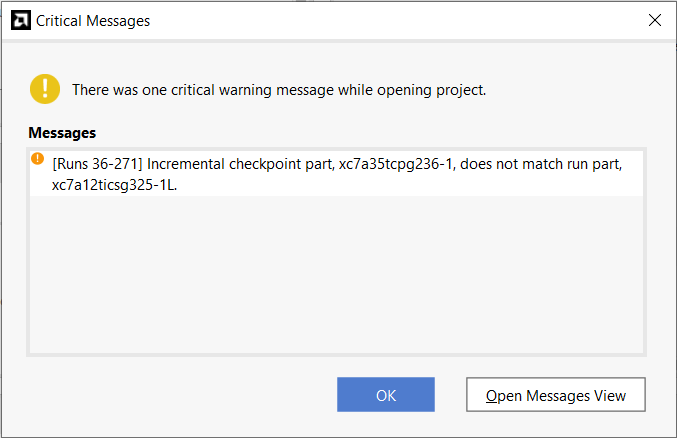 Critical Messages
There was one critical warning message while opening project.
Messages
[Runs 36-271] Incremental checkpoint part, xc7a35tcpg236-1, does not match run part,
xc7a12ticsg325-1L.
OK
Open Messages View